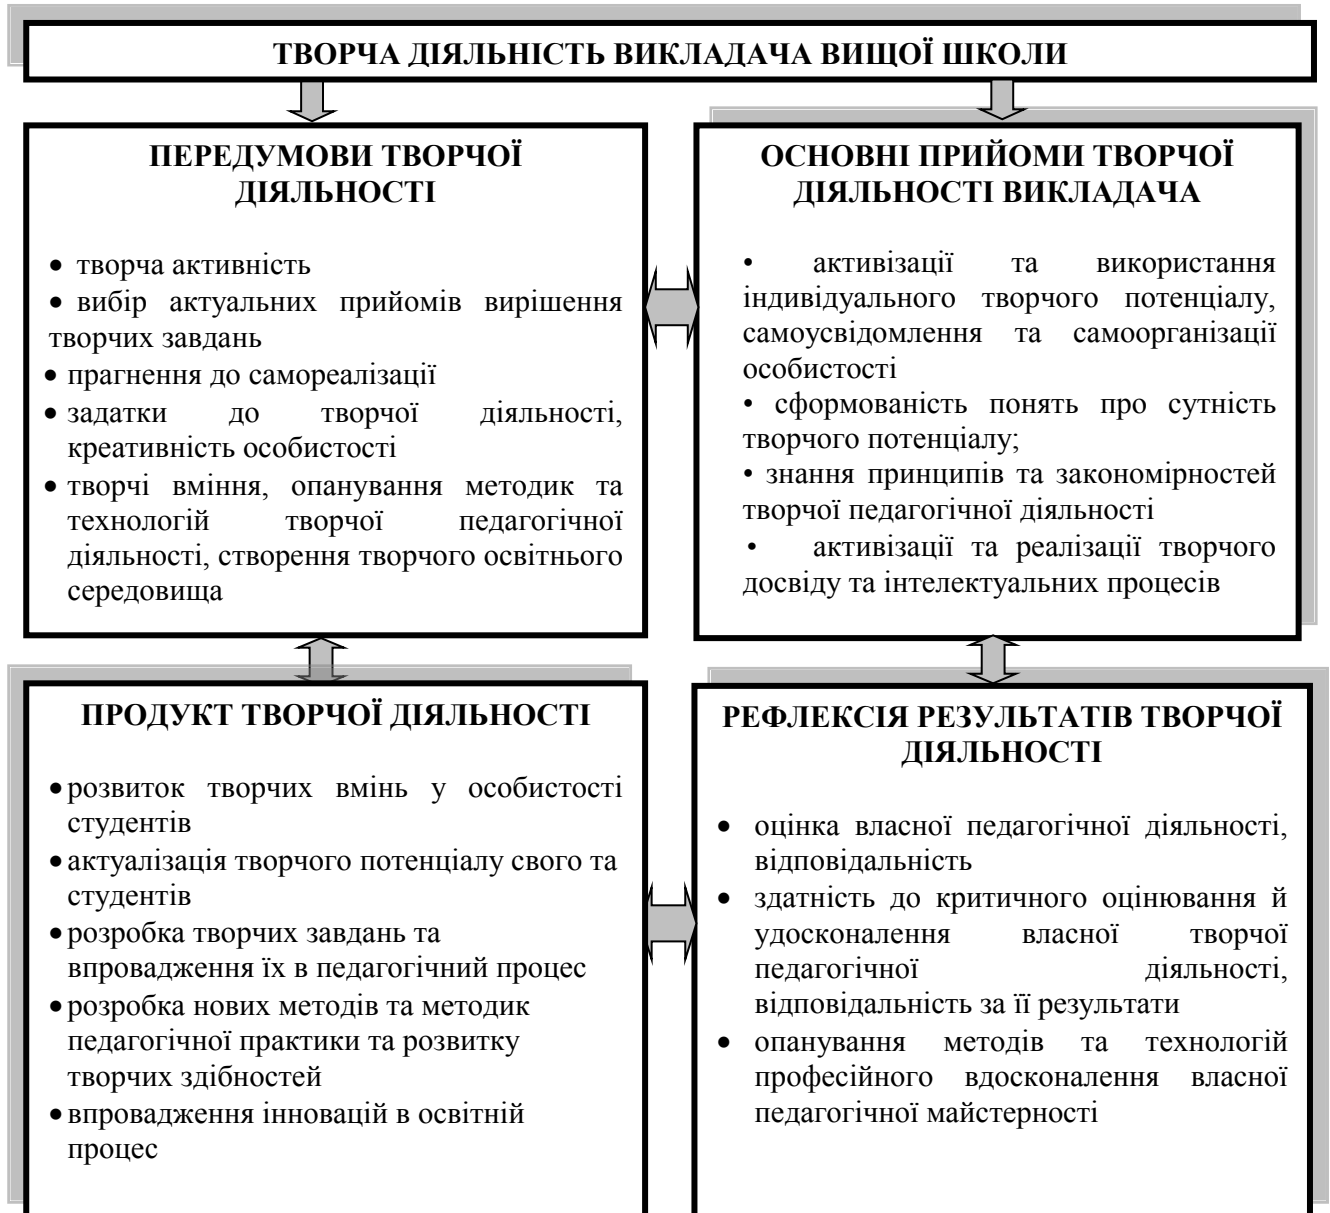 ТВОРЧА ДІЯЛЬНІСТЬ ВИКЛАДАЧА ВИЩОЇ ШКОЛИ
ПЕРЕДУМОВИ ТВОРЧОЇ
ДІЯЛЬНОСТІ
• творча активність
• вибір актуальних прийомів вирішення
творчих завдань
• прагнення до самореалізації
• задатки до творчої діяльності,
креативність особистості
• творчі вміння, опанування методик та
технологій творчої педагогічної
діяльності, створення творчого освітнього
середовища
ОСНОВНІ ПРИЙОМИ ТВОРЧОЇ
ДІЯЛЬНОСТІ ВИКЛАДАЧА
• активізації та використання
індивідуального творчого потенціалу,
самоусвідомлення та самоорганізації
особистості
• сформованість понять про сутність
творчого потенціалу;
• знання принципів та закономірностей
творчої педагогічної діяльності
• активізації та реалізації творчого
досвіду та інтелектуальних процесів
ПРОДУКТ ТВОРЧОЇ ДІЯЛЬНОСТІ
• розвиток творчих вмінь у особистості
студентів
• актуалізація творчого потенціалу свого та
студентів
• розробка творчих завдань та
впровадження їх в педагогічний процес
• розробка нових методів та методик
педагогічної практики та розвитку
творчих здібностей
• впровадження інновацій в освітній
процес
РЕФЛЕКСІЯ РЕЗУЛЬТАТІВ ТВОРЧОЇ
ДІЯЛЬНОСТІ
• оцінка власної педагогічної діяльності,
відповідальність
• здатність до критичного оцінювання й
удосконалення власної творчої
педагогічної діяльності,
відповідальність за її результати
• опанування методів та технологій
професійного вдосконалення власної
педагогічної майстерності